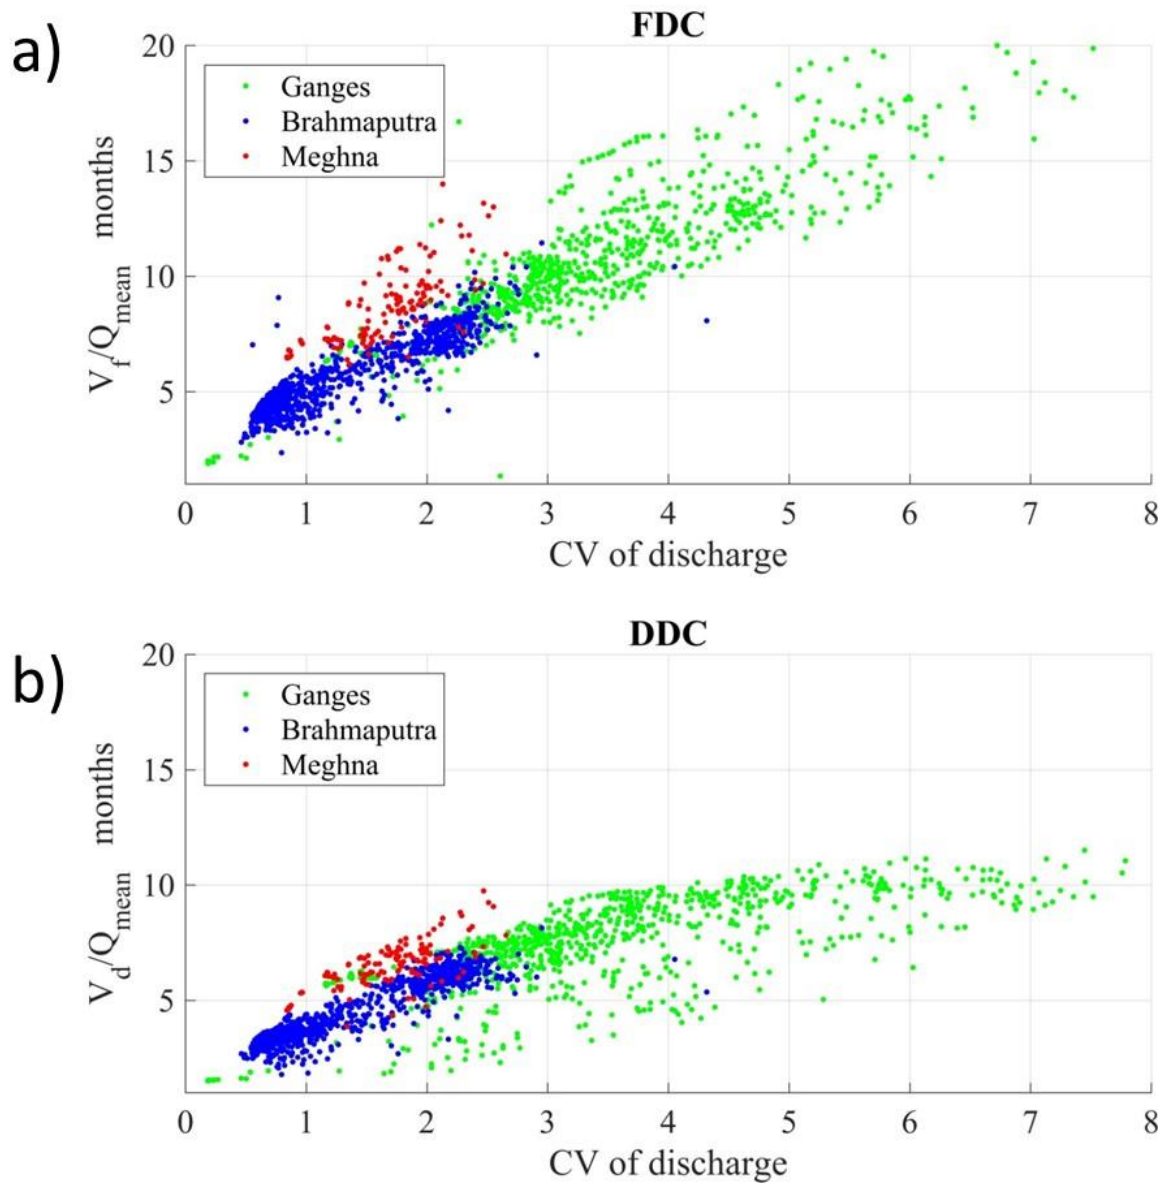 a)
FDC
20
15
10
5
V_f/Q_mean months
Ganges
Brahmaputra
Meghna
0 1 2 3 4 5 6 7 8
CV of discharge
b)
DDC
20
15
10
5
V_d/Q_mean months
Ganges
Brahmaputra
Meghna
0 1 2 3 4 5 6 7 8
CV of discharge